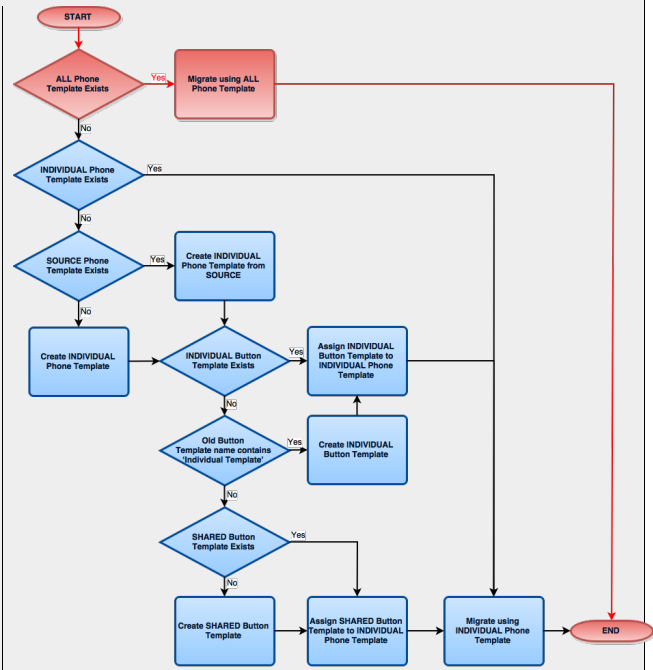 START
ALL Phone
Template Exists
Yes
Migrate using ALL
Phone Template
No
INDIVIDUAL Phone
Template Exists
Yes
No
SOURCE Phone
Template Exists
Yes
Create INDIVIDUAL
Phone Template from
SOURCE
No
Create INDIVIDUAL
Phone Template
INDIVIDUAL Button
Template Exists
Yes
Assign INDIVIDUAL
Button Template to
INDIVIDUAL Phone
Template
No
Old Button
Template name contains
'Individual Template'
Yes
Create INDIVIDUAL
Button Template
No
SHARED Button
Template Exists
Yes
No
Create SHARED Button
Template
Assign SHARED Button
Template to INDIVIDUAL
Phone Template
Migrate using
INDIVIDUAL Phone
Template
END